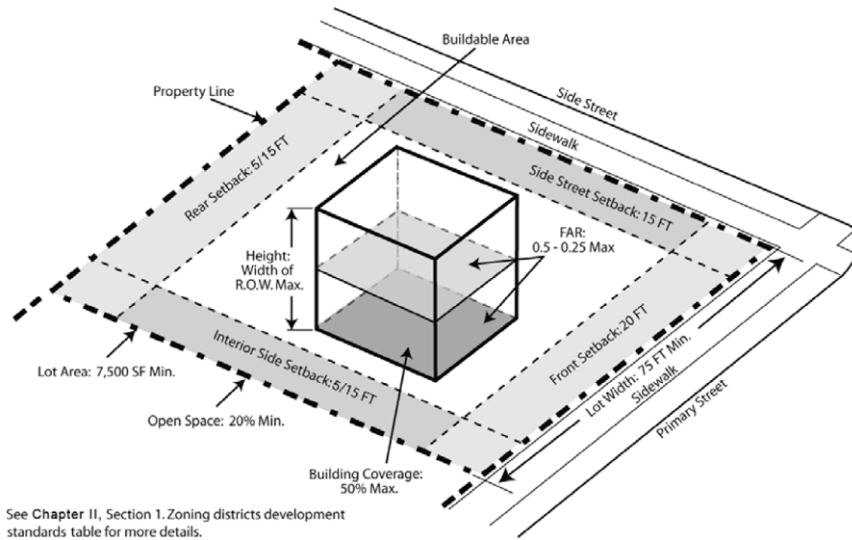 Buildable Area
Property Line
Side Street
Sidewalk
Rear Setback: 5/15 FT
Side Street Setback: 15 FT
Height:
Width of
R.O.W. Max.
FAR:
0.5 - 0.25 Max
Interior Side Setback: 5/15 FT
Front Setback: 20 FT
Lot Width: 75 FT Min.
Sidewalk
Primary Street
Lot Area: 7,500 SF Min.
Open Space: 20% Min.
Building Coverage:
50% Max.
See Chapter II, Section 1. Zoning districts development
standards table for more details.